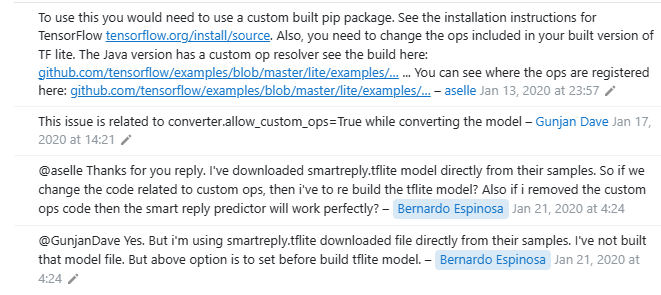 To use this you would need to use a custom built pip package. See the installation instructions for
TensorFlow tensorflow.org/install/source. Also, you need to change the ops included in your built version of
TF lite. The Java version has a custom op resolver see the build here:
github.com/tensorflow/examples/blob/master/lite/examples/… … You can see where the ops are registered
here: github.com/tensorflow/examples/blob/master/lite/examples/… – aselle Jan 13, 2020 at 23:57
This issue is related to converter.allow_custom_ops=True while converting the model – Gunjan Dave Jan 17,
2020 at 14:21
@aselle Thanks for you reply. I've downloaded smartreply.tflite model directly from their samples. So if we
change the code related to custom ops, then i've to re build the tflite model? Also if i removed the custom
ops code then the smart reply predictor will work perfectly? – Bernardo Espinosa Jan 21, 2020 at 4:24
@GunjanDave Yes. But i'm using smartreply.tflite downloaded file directly from their samples. I've not built
that model file. But above option is to set before build tflite model. – Bernardo Espinosa Jan 21, 2020 at
4:24